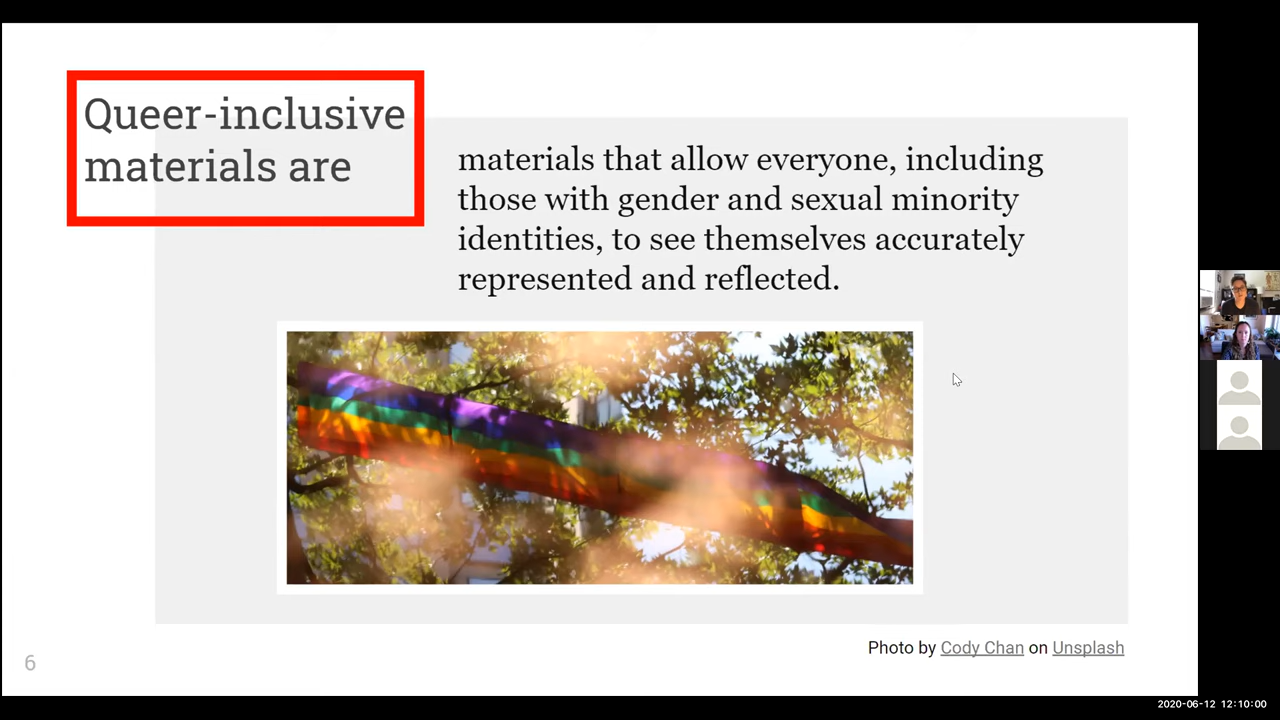 Queer-inclusive
materials are
materials that allow everyone, including
those with gender and sexual minority
identities, to see themselves accurately
represented and reflected.
Photo by Cody Chan on Unsplash
6
2020-06-12 12:10:00